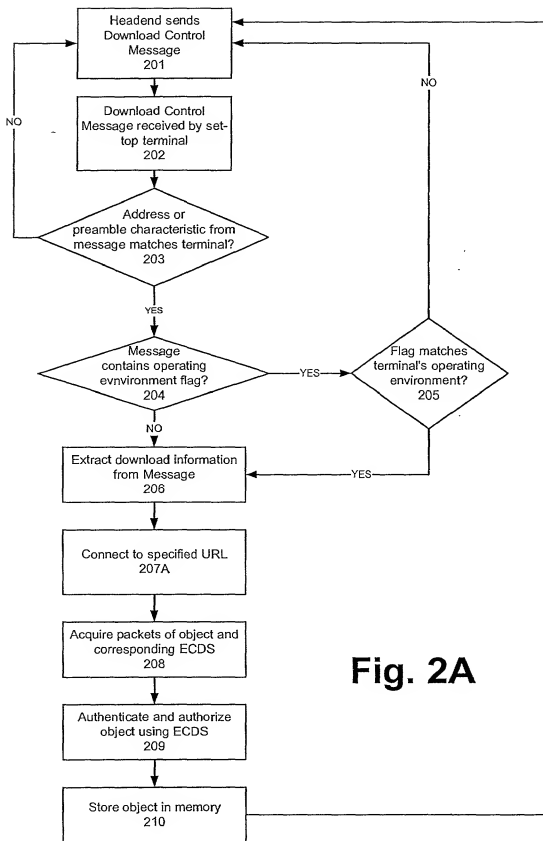 Headend sends
Download Control
Message
201
NO
NO
Download Control
Message received by set-
top terminal
202
Address or
preamble characteristic from
message matches terminal?
203
YES
Message
contains operating
evnvironment flag?
204
YES
Flag matches
terminal's operating
environment?
205
NO
Extract download information
from Message
206
YES
Connect to specified URL
207A
Acquire packets of object and
corresponding ECDS
208
Fig. 2A
Authenticate and authorize
object using ECDS
209
Store object in memory
210